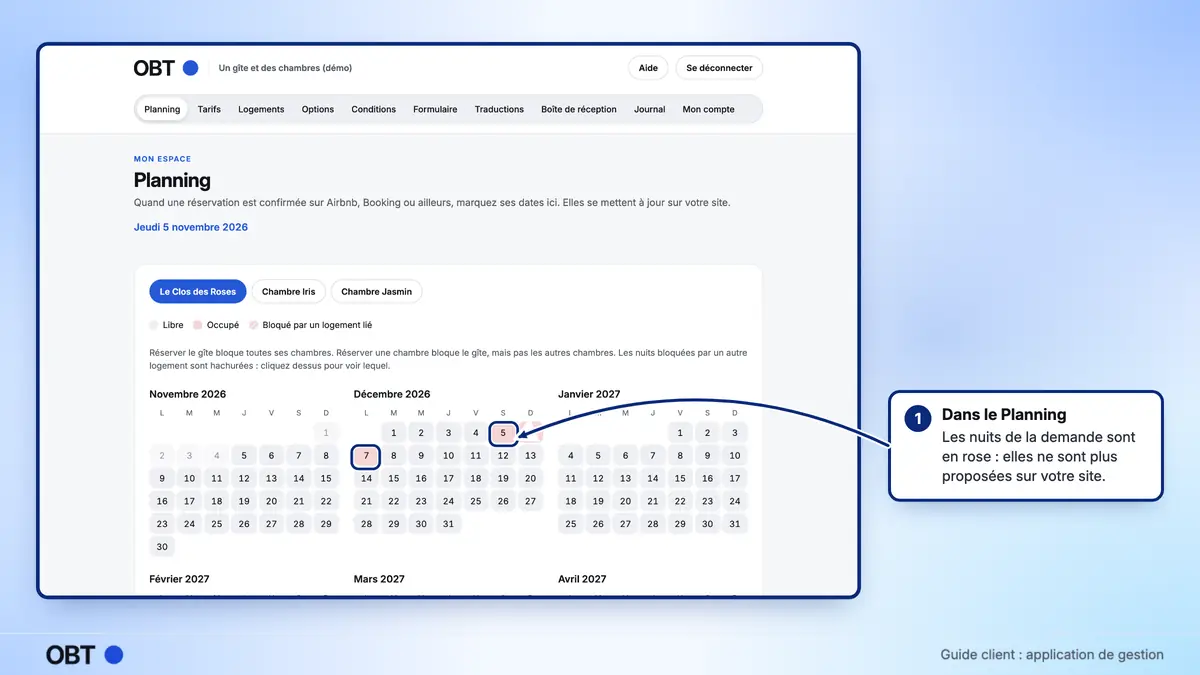 OBT
Un gîte et des chambres (démo)
Aide
Se déconnecter
Planning
Tarifs
Logements
Options
Conditions
Formulaire
Traductions
Boîte de réception
Journal
Mon compte
MON ESPACE
Planning
Quand une réservation est confirmée sur Airbnb, Booking ou ailleurs, marquez ses dates ici. Elles se mettent à jour sur votre site.
Jeudi 5 novembre 2026
Le Clos des Roses
Chambre Iris
Chambre Jasmin
Libre
Occupé
Bloqué par un logement lié
Réserver le gîte bloque toutes ses chambres. Réserver une chambre bloque le gîte, mais pas les autres chambres. Les nuits bloquées par un autre
logement sont hachurées : cliquez dessus pour voir lequel.
Novembre 2026
L M M J V S D
1
2 3 4 5 6 7 8
9 10 11 12 13 14 15
16 17 18 19 20 21 22
23 24 25 26 27 28 29
30
Décembre 2026
L M M J V S D
1 2 3 4 5
7 8 9 10 11 12 13
14 15 16 17 18 19 20
21 22 23 24 25 26 27
28 29 30 31
Janvier 2027
M J V S D
1 2 3
4 5 6 7 8 9 10
11 12 13 14 15 16 17
18 19 20 21 22 23 24
25 26 27 28 29 30 31
Février 2027
Mars 2027
Avril 2027
1
Dans le Planning
Les nuits de la demande sont
en rose : elles ne sont plus
proposées sur votre site.
OBT
Guide client : application de gestion